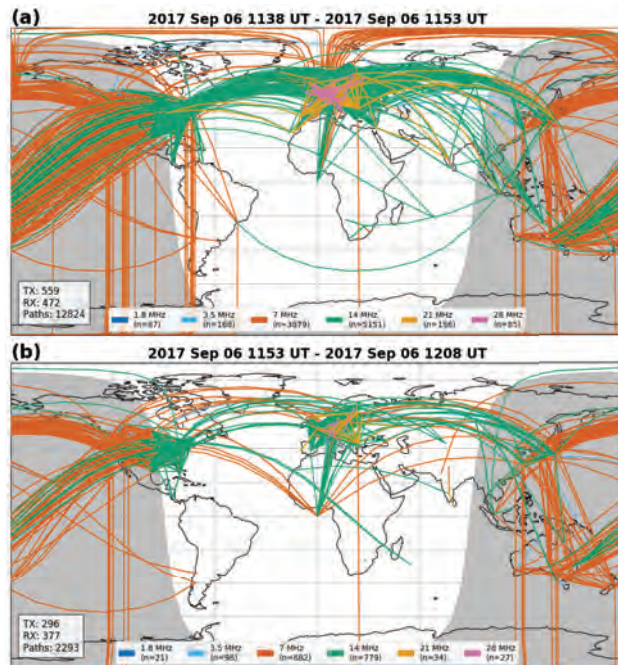 (a)
2017 Sep 06 1138 UT - 2017 Sep 06 1153 UT
TX: 559
RX: 472
Paths: 12824
1.8 MHz 3.5 MHz 7 MHz 14 MHz 21 MHz 28 MHz
(n=87) (n=168) (n=3879) (n=5151) (n=156) (n=85)
(b)
2017 Sep 06 1153 UT - 2017 Sep 06 1208 UT
TX: 296
RX: 377
Paths: 2293
1.8 MHz 3.5 MHz 7 MHz 14 MHz 21 MHz 28 MHz
(n=21) (n=98) (n=882) (n=779) (n=34) (n=27)